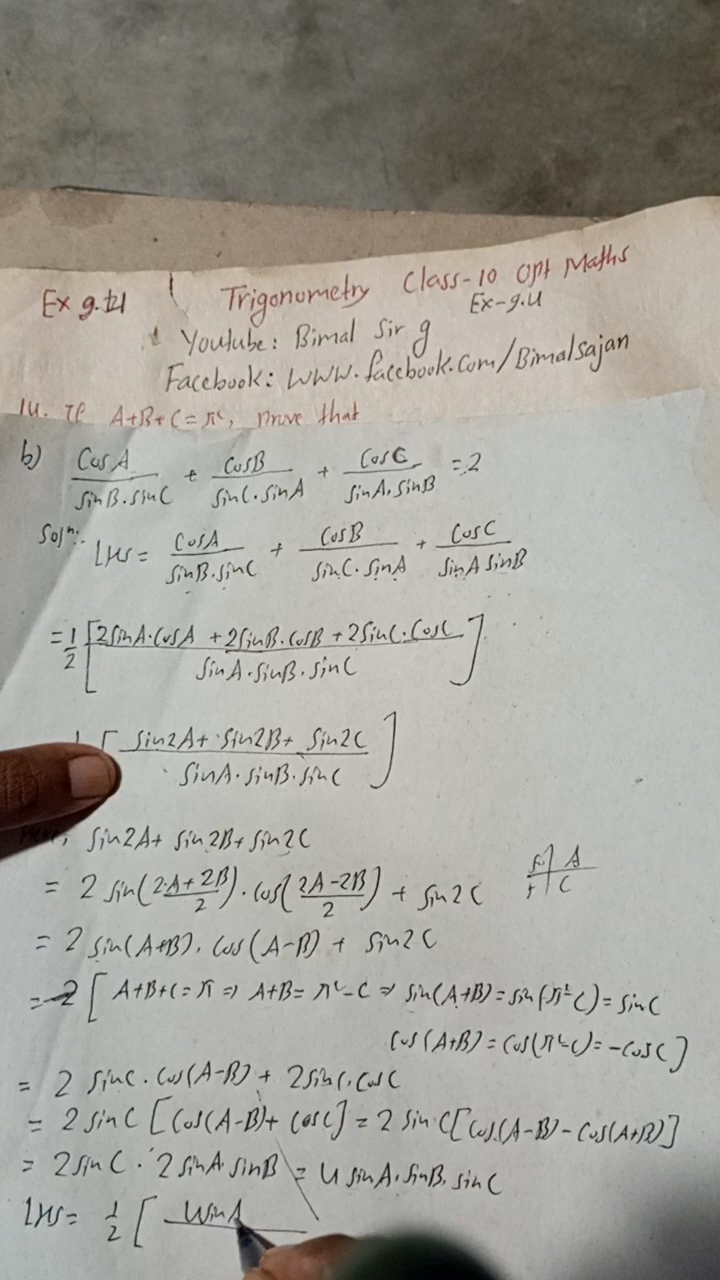 Ex 9.4 Trigonometry Class-10 Opt Maths
Ex-9.4
Youtube: Bimal Sir g
Facebook: www.facebook.com/Bimalsajan
14. If A+B+C=πᶜ, prove that
b) CosA/(sinB.sinC) + CosB/(sinC.sinA) + CosC/(sinA.sinB) =2
Solⁿ:- LHS = CosA/(sinB.sinC) + CosB/(sinC.sinA) + CosC/(sinA sinB)
= 1/2 [(2sinA.CosA + 2sinB.cosB + 2sinC.CosC)/(sinA.sinB.sinC)]
[(sin2A + sin2B + sin2C)/(sinA.sinB.sinC)]
sin2A + sin2B + sin2C
= 2 sin((2A+2B)/2).cos((2A-2B)/2) + sin2C
= 2 sin(A+B).cos(A-B) + sin2C
= [A+B+C=π ⇒ A+B=πᶜ-C ⇒ sin(A+B)=sin(πᶜ-C)=sinC
Cos(A+B)=Cos(πᶜ-C)=-CosC]
= 2 sinC.Cos(A-B) + 2sinC.CosC
= 2 sinC [Cos(A-B)+CosC] = 2 sinC[Cos(A-B)-Cos(A+B)]
= 2sinC.2sinA.sinB = 4sinA.sinB.sinC
LHS = 1/2 [4sinA